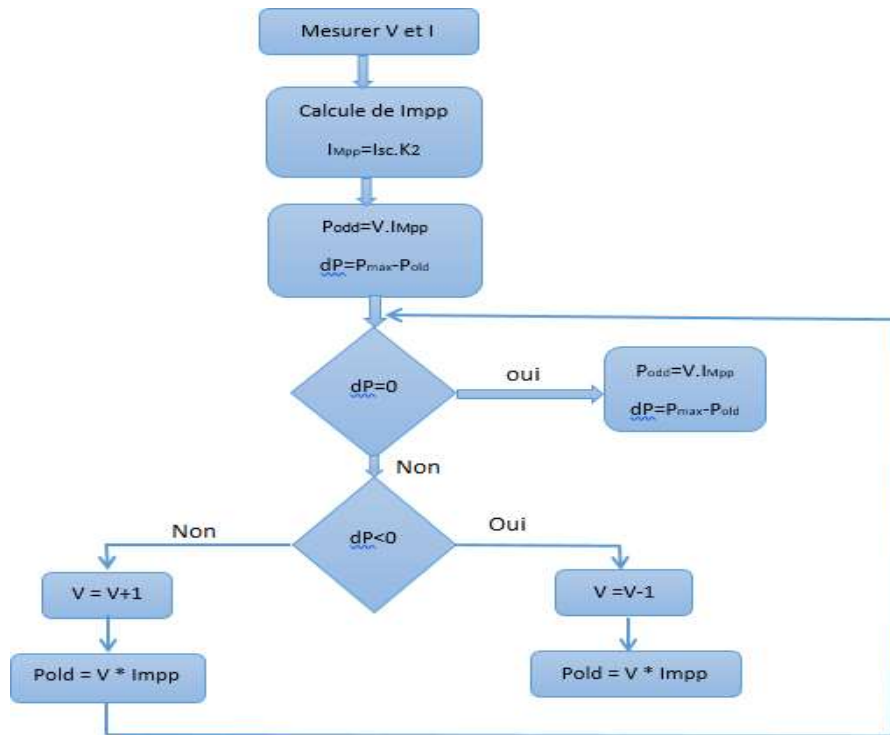 Mesurer V et I
Calcule de Impp
IMpp=Isc.K2
Podd=V.IMpp
dP=Pmax-Pold
dP=0
oui
Podd=V.IMpp
dP=Pmax-Pold
Non
dP<0
Non
Oui
V = V+1
V =V-1
Pold = V * Impp
Pold = V * Impp